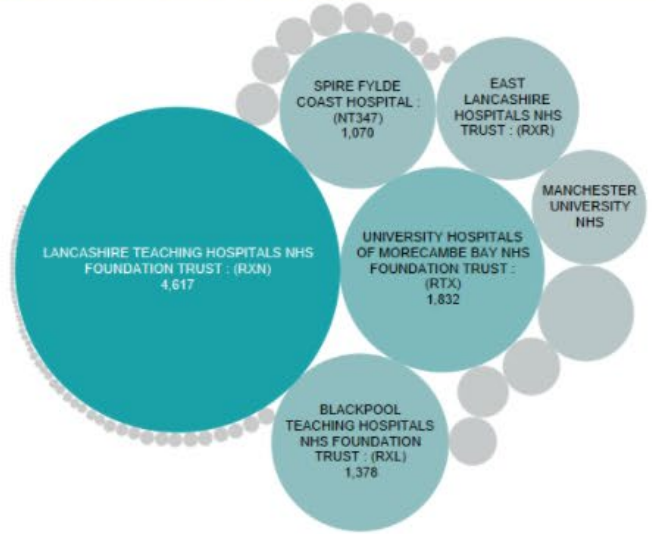 SPIRE FYLDE
COAST HOSPITAL :
(NT347)
1,070
EAST
LANCASHIRE
HOSPITALS NHS
TRUST : (RXR)
MANCHESTER
UNIVERSITY
NHS
LANCASHIRE TEACHING HOSPITALS NHS
FOUNDATION TRUST : (RXN)
4,617
UNIVERSITY HOSPITALS
OF MORECAMBE BAY NHS
FOUNDATION TRUST :
(RTX)
1,832
BLACKPOOL
TEACHING HOSPITALS
NHS FOUNDATION
TRUST : (RXL)
1,378